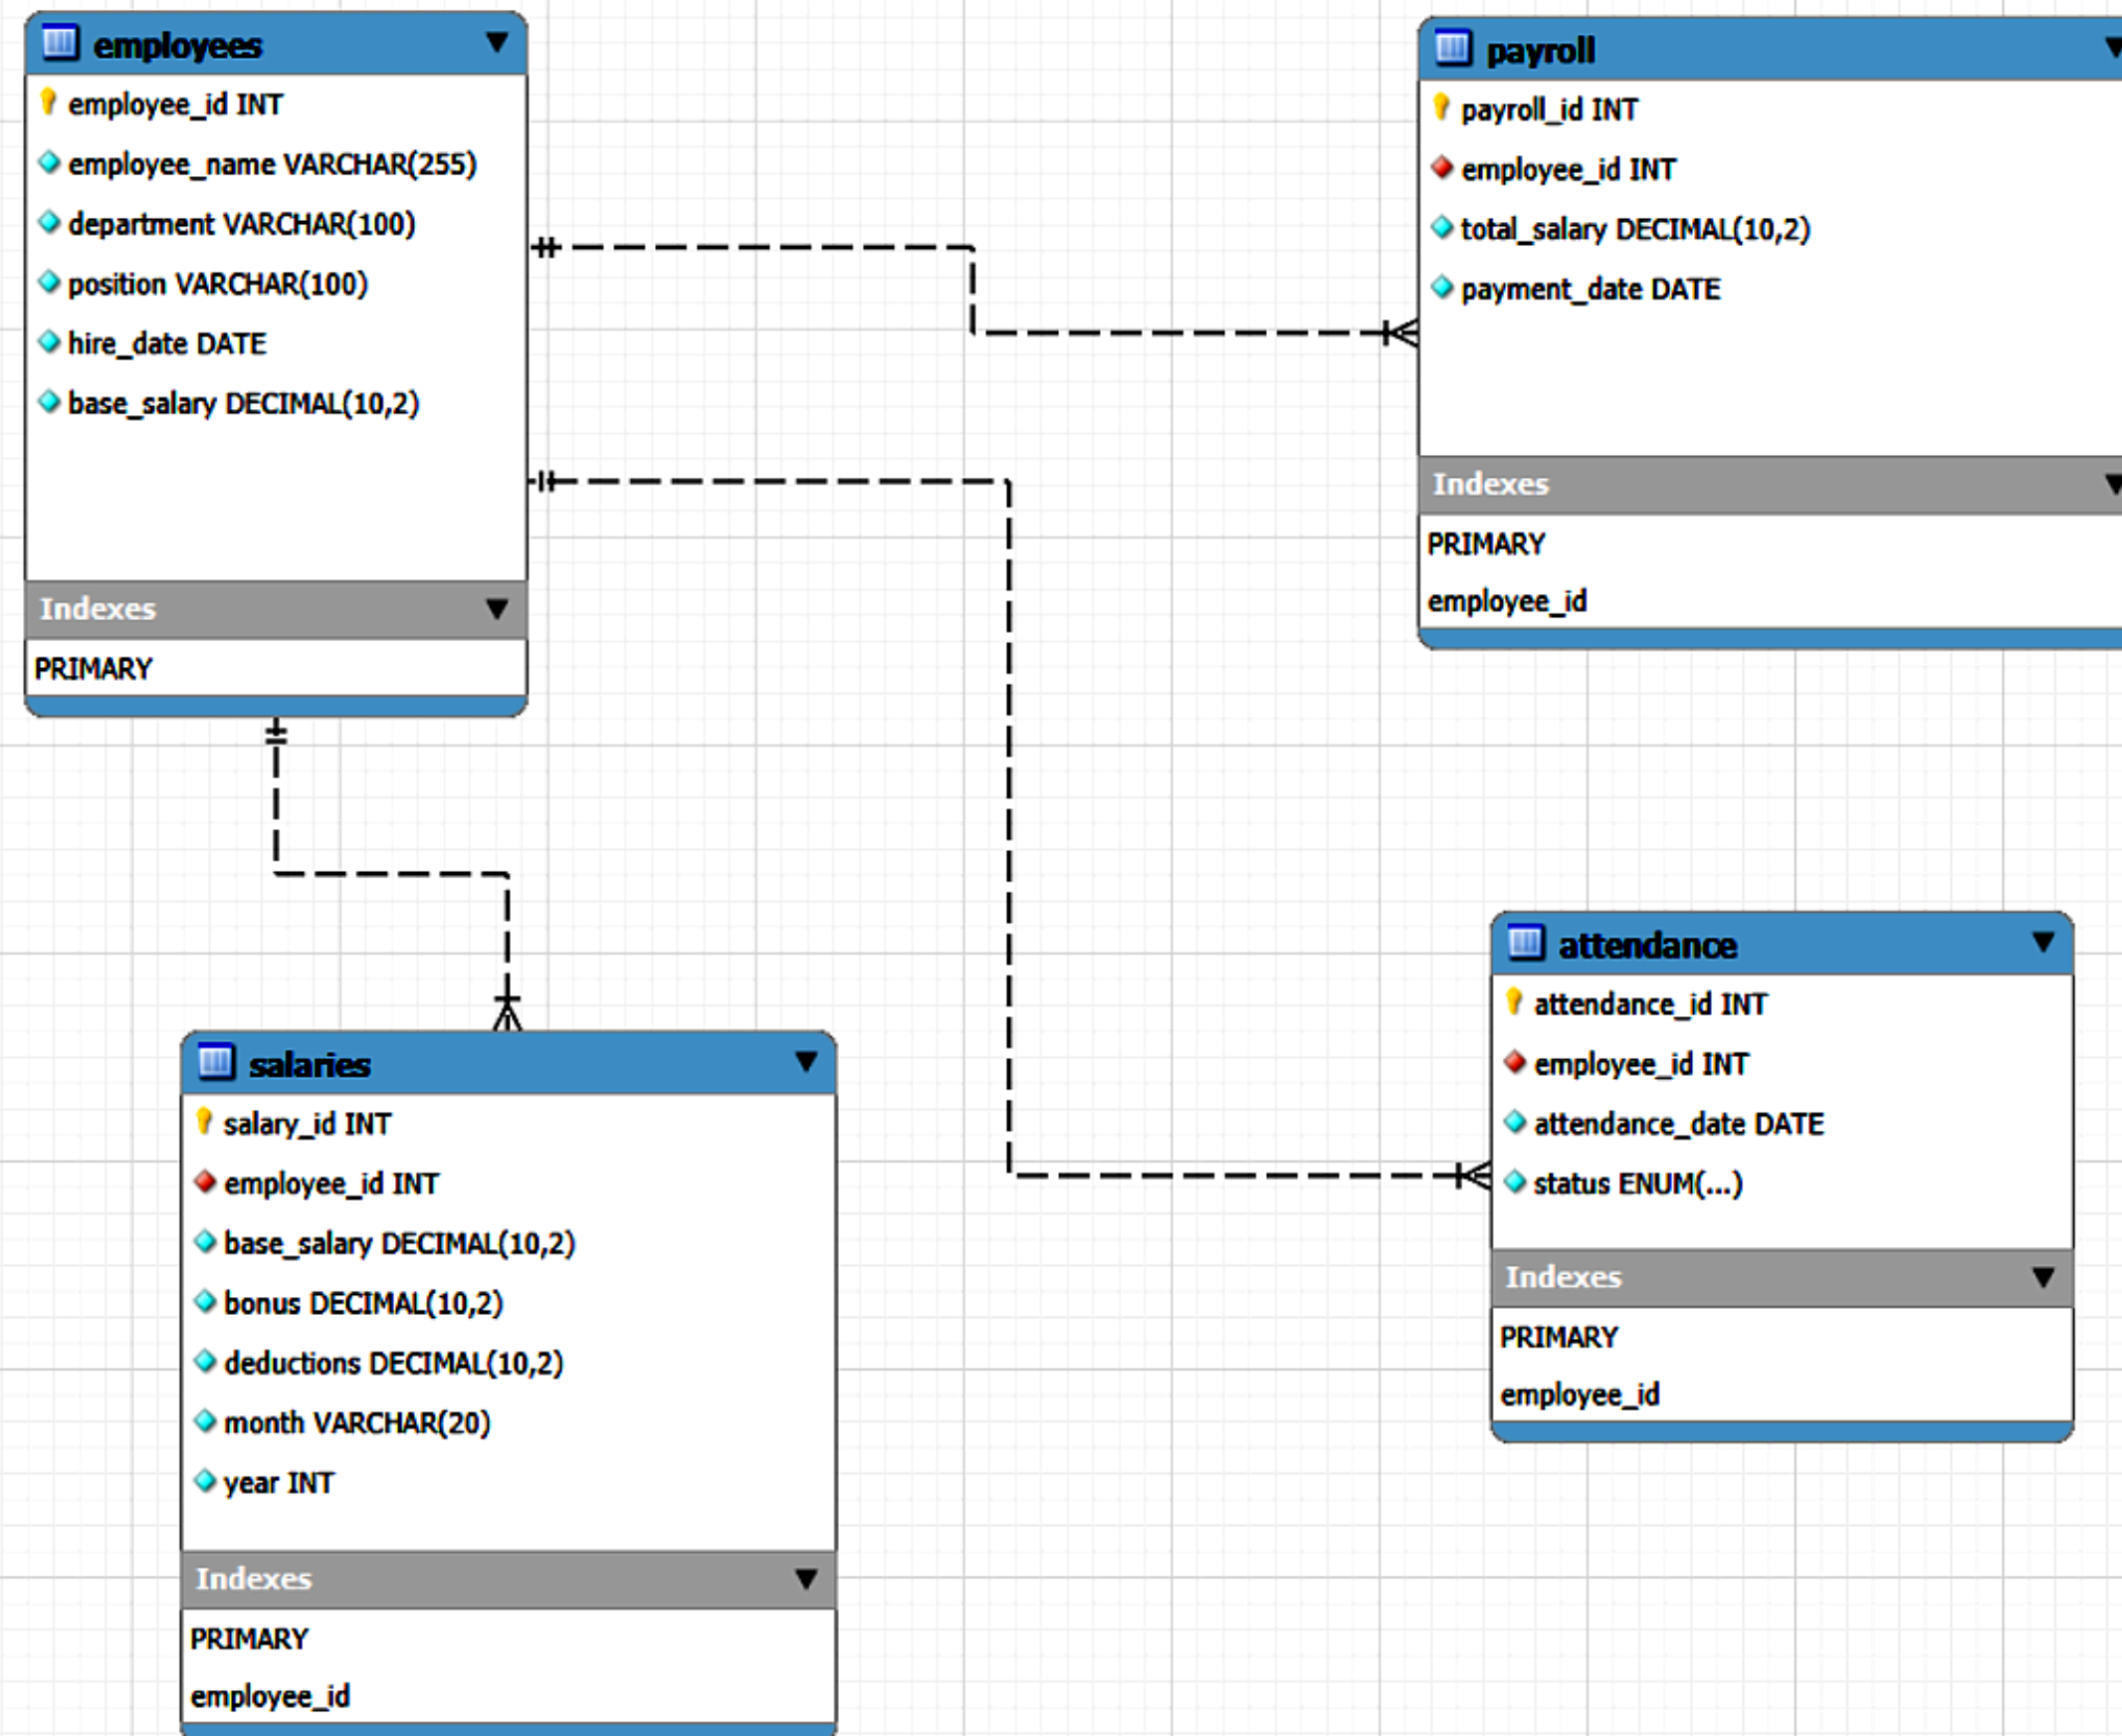 employees
employee_id INT
employee_name VARCHAR(255)
department VARCHAR(100)
position VARCHAR(100)
hire_date DATE
base_salary DECIMAL(10,2)
Indexes
PRIMARY
payroll
payroll_id INT
employee_id INT
total_salary DECIMAL(10,2)
payment_date DATE
Indexes
PRIMARY
employee_id
salaries
salary_id INT
employee_id INT
base_salary DECIMAL(10,2)
bonus DECIMAL(10,2)
deductions DECIMAL(10,2)
month VARCHAR(20)
year INT
Indexes
PRIMARY
employee_id
attendance
attendance_id INT
employee_id INT
attendance_date DATE
status ENUM(...)
Indexes
PRIMARY
employee_id